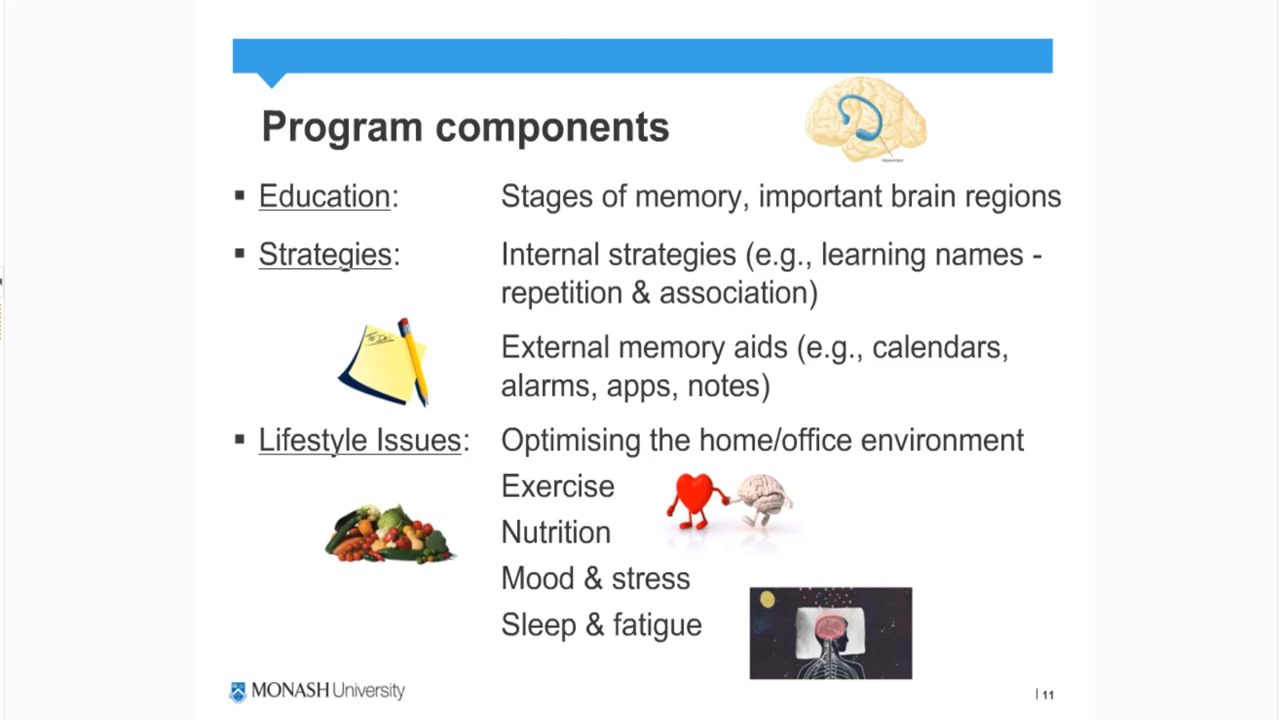 Program components
▪ Education: Stages of memory, important brain regions
▪ Strategies: Internal strategies (e.g., learning names -
repetition & association)
To Do:
External memory aids (e.g., calendars,
alarms, apps, notes)
▪ Lifestyle Issues: Optimising the home/office environment
Exercise
Nutrition
Mood & stress
Sleep & fatigue
MONASH University
| 11